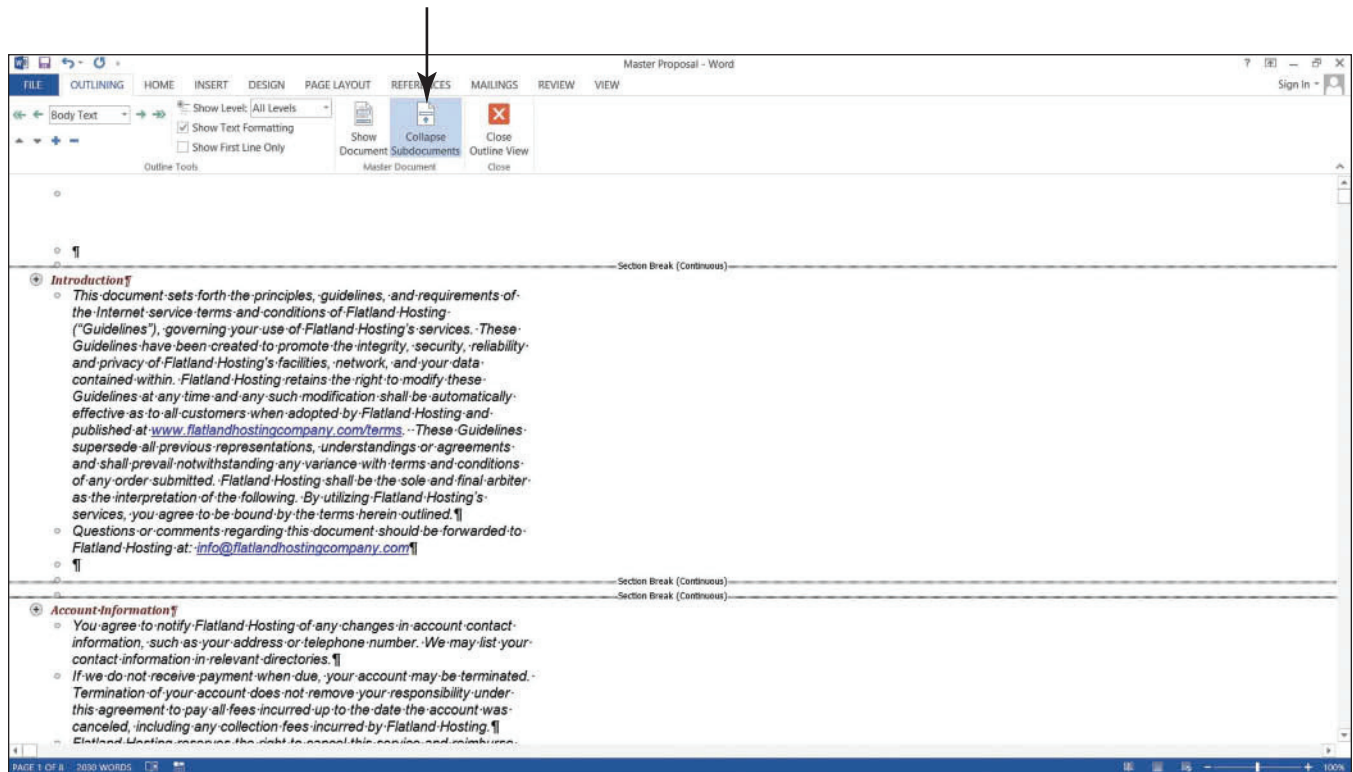 Master Proposal - Word
FILE OUTLINING HOME INSERT DESIGN PAGE LAYOUT REFERENCES MAILINGS REVIEW VIEW Sign In
Body Text
Show Level: All Levels
Show Text Formatting
Show First Line Only
Outline Tools
Show Document
Collapse Subdocuments
Master Document
Close Outline View
Close
¶
Section Break (Continuous)
Introduction¶
This·document·sets·forth·the·principles,·guidelines,·and·requirements·of·
the·Internet·service·terms·and·conditions·of·Flatland·Hosting·
(“Guidelines”),·governing·your·use·of·Flatland·Hosting's·services.·These·
Guidelines·have·been·created·to·promote·the·integrity,·security,·reliability·
and·privacy·of·Flatland·Hosting's·facilities,·network,·and·your·data·
contained·within.·Flatland·Hosting·retains·the·right·to·modify·these·
Guidelines·at·any·time·and·any·such·modification·shall·be·automatically·
effective·as·to·all·customers·when·adopted·by·Flatland·Hosting·and·
published·at·www.flatlandhostingcompany.com/terms.··These·Guidelines·
supersede·all·previous·representations,·understandings·or·agreements·
and·shall·prevail·notwithstanding·any·variance·with·terms·and·conditions·
of·any·order·submitted.·Flatland·Hosting·shall·be·the·sole·and·final·arbiter·
as·the·interpretation·of·the·following.·By·utilizing·Flatland·Hosting's·
services,·you·agree·to·be·bound·by·the·terms·herein·outlined.¶
Questions·or·comments·regarding·this·document·should·be·forwarded·to·
Flatland·Hosting·at:·info@flatlandhostingcompany.com¶
¶
Section Break (Continuous)
Section Break (Continuous)
Account·Information¶
You·agree·to·notify·Flatland·Hosting·of·any·changes·in·account·contact·
information,·such·as·your·address·or·telephone·number.·We·may·list·your·
contact·information·in·relevant·directories.¶
If·we·do·not·receive·payment·when·due,·your·account·may·be·terminated.·
Termination·of·your·account·does·not·remove·your·responsibility·under·
this·agreement·to·pay·all·fees·incurred·up·to·the·date·the·account·was·
canceled,·including·any·collection·fees·incurred·by·Flatland·Hosting.¶
Flatland·Hosting·reserves·the·right·to·cancel·this·service·and·reimburse·
PAGE 1 OF 8 2030 WORDS 100%